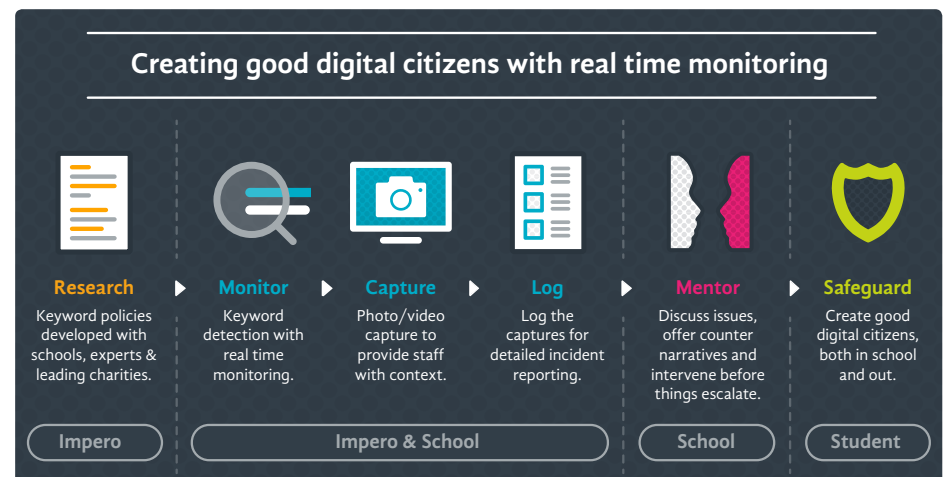 Creating good digital citizens with real time monitoring
Research
Keyword policies
developed with
schools, experts &
leading charities.
Monitor
Keyword
detection with
real time
monitoring.
Capture
Photo/video
capture to
provide staff
with context.
Log
Log the
captures for
detailed incident
reporting.
Mentor
Discuss issues,
offer counter
narratives and
intervene before
things escalate.
Safeguard
Create good
digital citizens,
both in school
and out.
Impero
Impero & School
School
Student